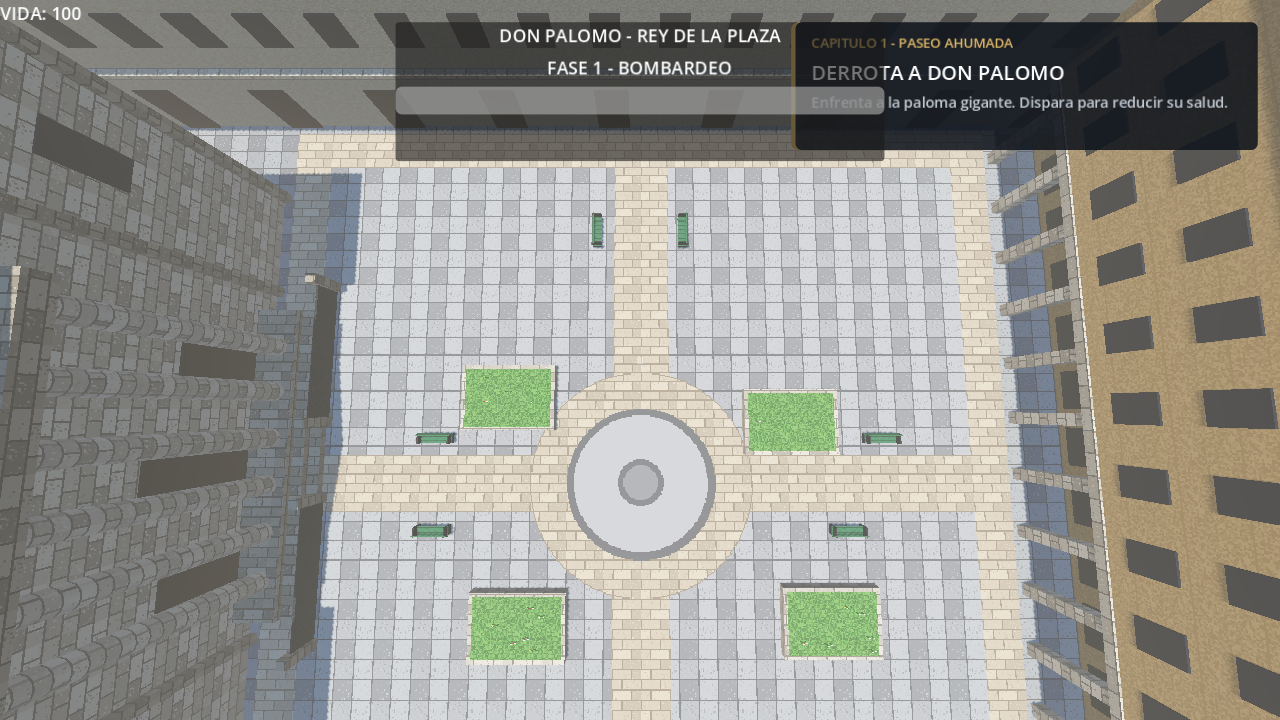 VIDA: 100
DON PALOMO - REY DE LA PLAZA
FASE 1 - BOMBARDEO
CAPITULO 1 - PASEO AHUMADA
DERROTA A DON PALOMO
Enfrenta a la paloma gigante. Dispara para reducir su salud.